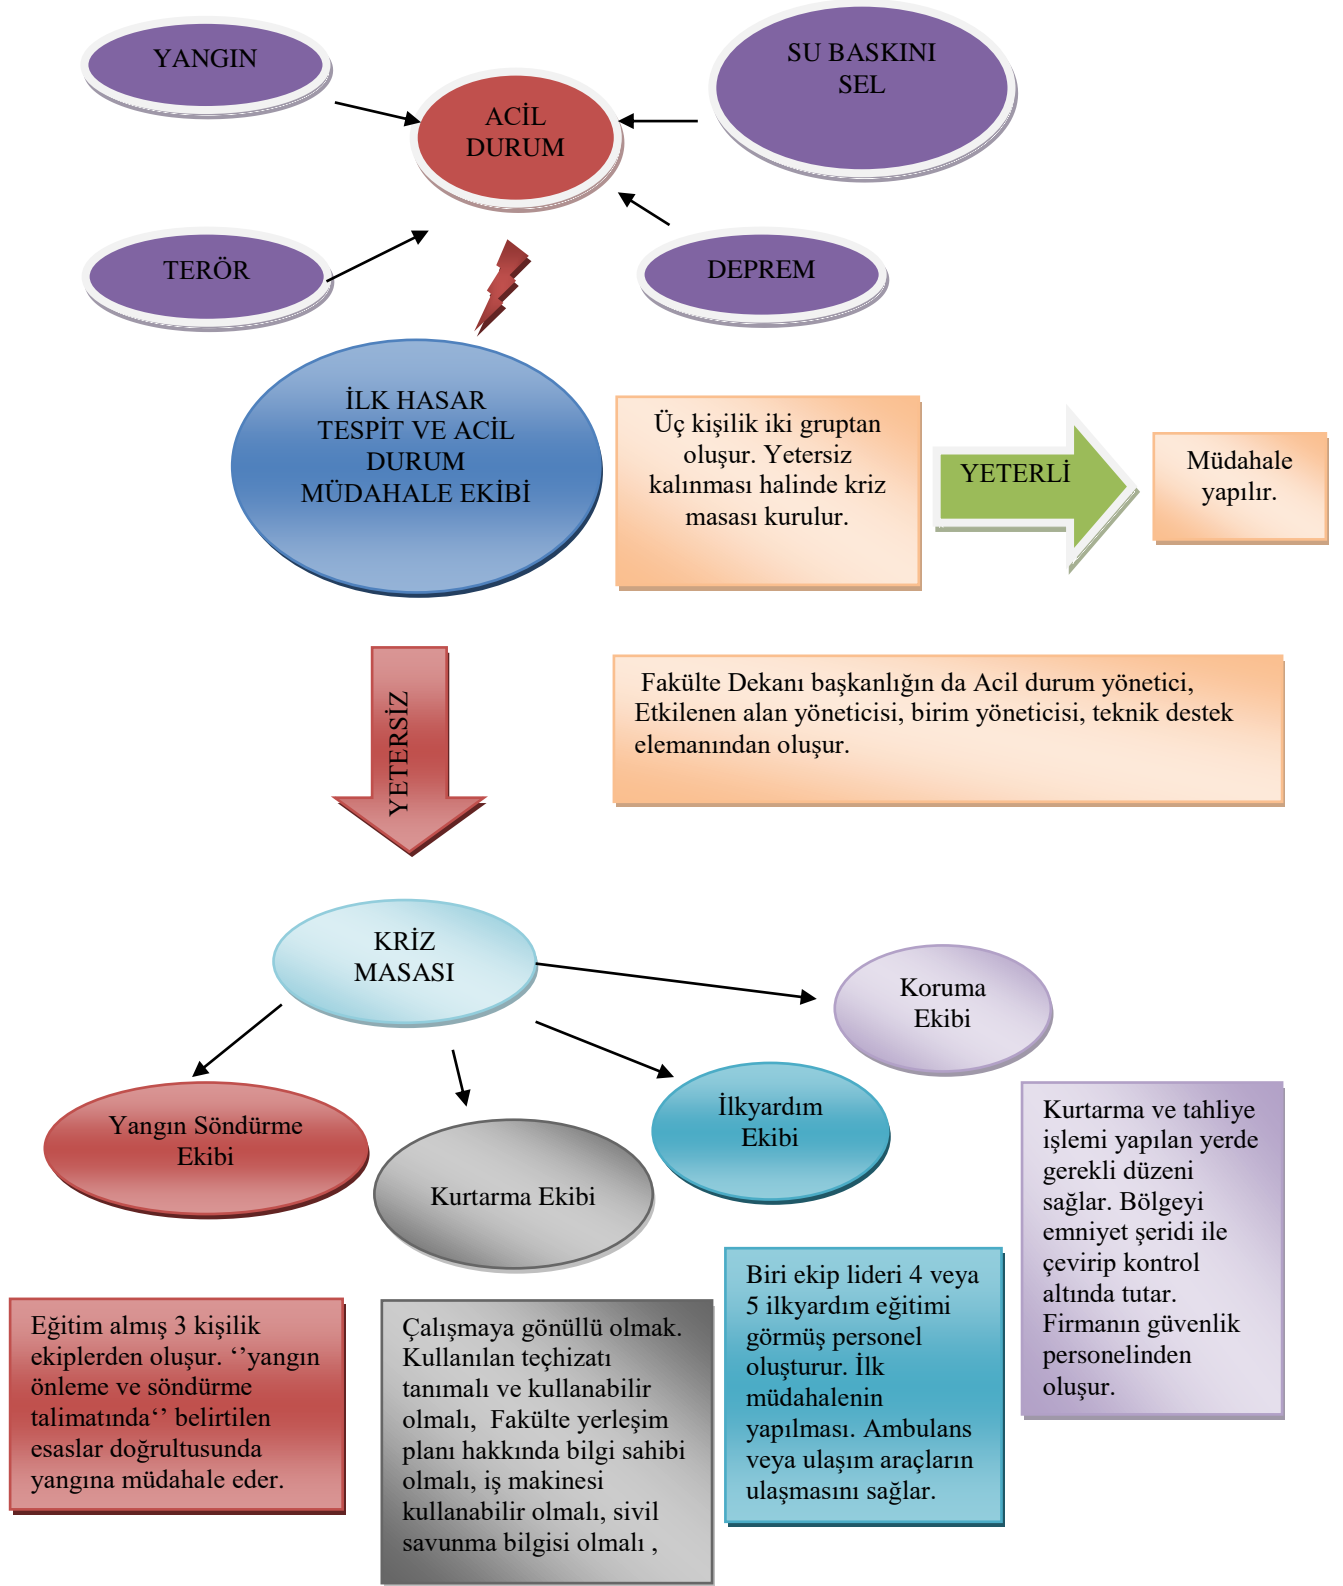 YANGIN
SU BASKINI
SEL
ACİL
DURUM
TERÖR
DEPREM
İLK HASAR
TESPİT VE ACİL
DURUM
MÜDAHALE EKİBİ
Üç kişilik iki gruptan
oluşur. Yetersiz
kalınması halinde kriz
masası kurulur.
YETERLİ
Müdahale
yapılır.
YETERSİZ
Fakülte Dekanı başkanlığın da Acil durum yönetici,
Etkilenen alan yöneticisi, birim yöneticisi, teknik destek
elemanından oluşur.
KRİZ
MASASI
Koruma
Ekibi
Yangın Söndürme
Ekibi
Kurtarma Ekibi
İlkyardım
Ekibi
Kurtarma ve tahliye
işlemi yapılan yerde
gerekli düzeni
sağlar. Bölgeyi
emniyet şeridi ile
çevirip kontrol
altında tutar.
Firmanın güvenlik
personelinden
oluşur.
Eğitim almış 3 kişilik
ekiplerden oluşur. ‘’yangın
önleme ve söndürme
talimatında‘’ belirtilen
esaslar doğrultusunda
yangına müdahale eder.
Çalışmaya gönüllü olmak.
Kullanılan teçhizatı
tanımalı ve kullanabilir
olmalı,  Fakülte yerleşim
planı hakkında bilgi sahibi
olmalı, iş makinesi
kullanabilir olmalı, sivil
savunma bilgisi olmalı ,
Biri ekip lideri 4 veya
5 ilkyardım eğitimi
görmüş personel
oluşturur. İlk
müdahalenin
yapılması. Ambulans
veya ulaşım araçların
ulaşmasını sağlar.